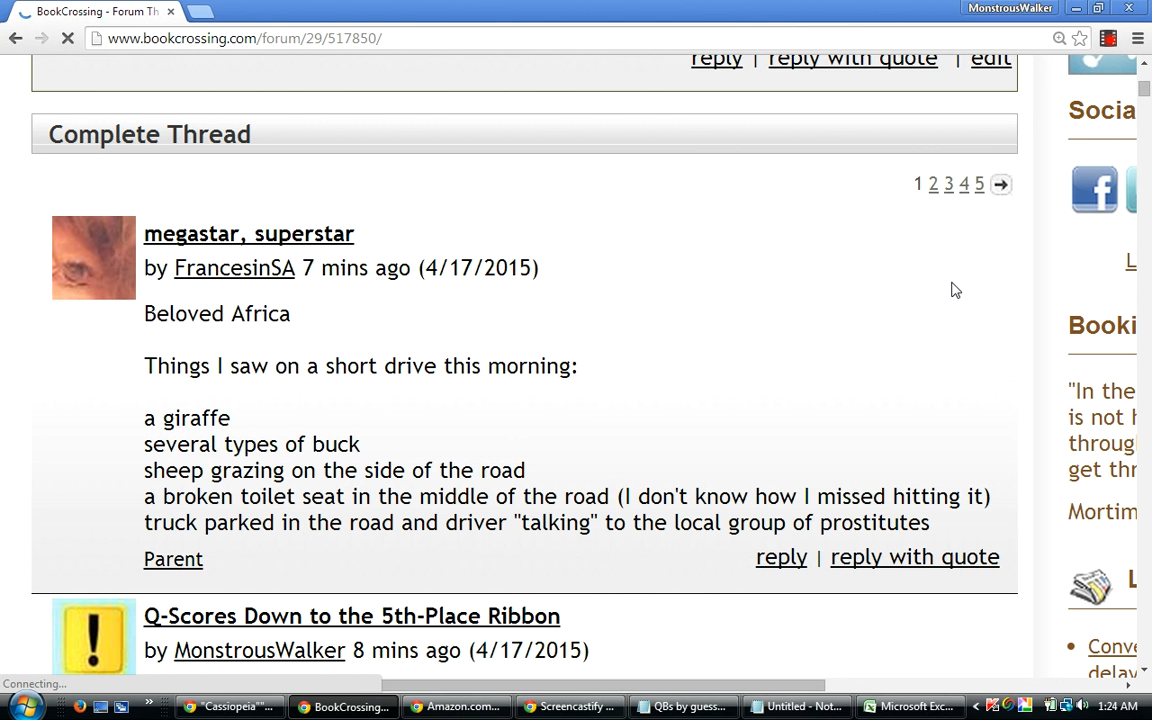 BookCrossing - Forum Th
MonstrousWalker
www.bookcrossing.com/forum/29/517850/
reply | reply with quote | edit
Complete Thread
1 2 3 4 5
Socia
megastar, superstar
by FrancesinSA 7 mins ago (4/17/2015)
L
Beloved Africa
Booki
Things I saw on a short drive this morning:
"In the
is not h
a giraffe
through
several types of buck
get thr
sheep grazing on the side of the road
a broken toilet seat in the middle of the road (I don't know how I missed hitting it)
Mortim
truck parked in the road and driver "talking" to the local group of prostitutes
Parent
reply | reply with quote
L
Q-Scores Down to the 5th-Place Ribbon
by MonstrousWalker 8 mins ago (4/17/2015)
Conve
delay
Connecting...
"Cassiopeia""... BookCrossing... Amazon.com... Screencastify ... QBs by guess... Untitled - Not... Microsoft Exc... 1:24 AM